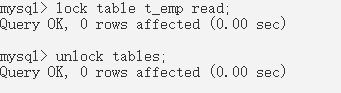 mysql> lock table t_emp read;
Query OK, 0 rows affected (0.00 sec)
mysql> unlock tables;
Query OK, 0 rows affected (0.00 sec)